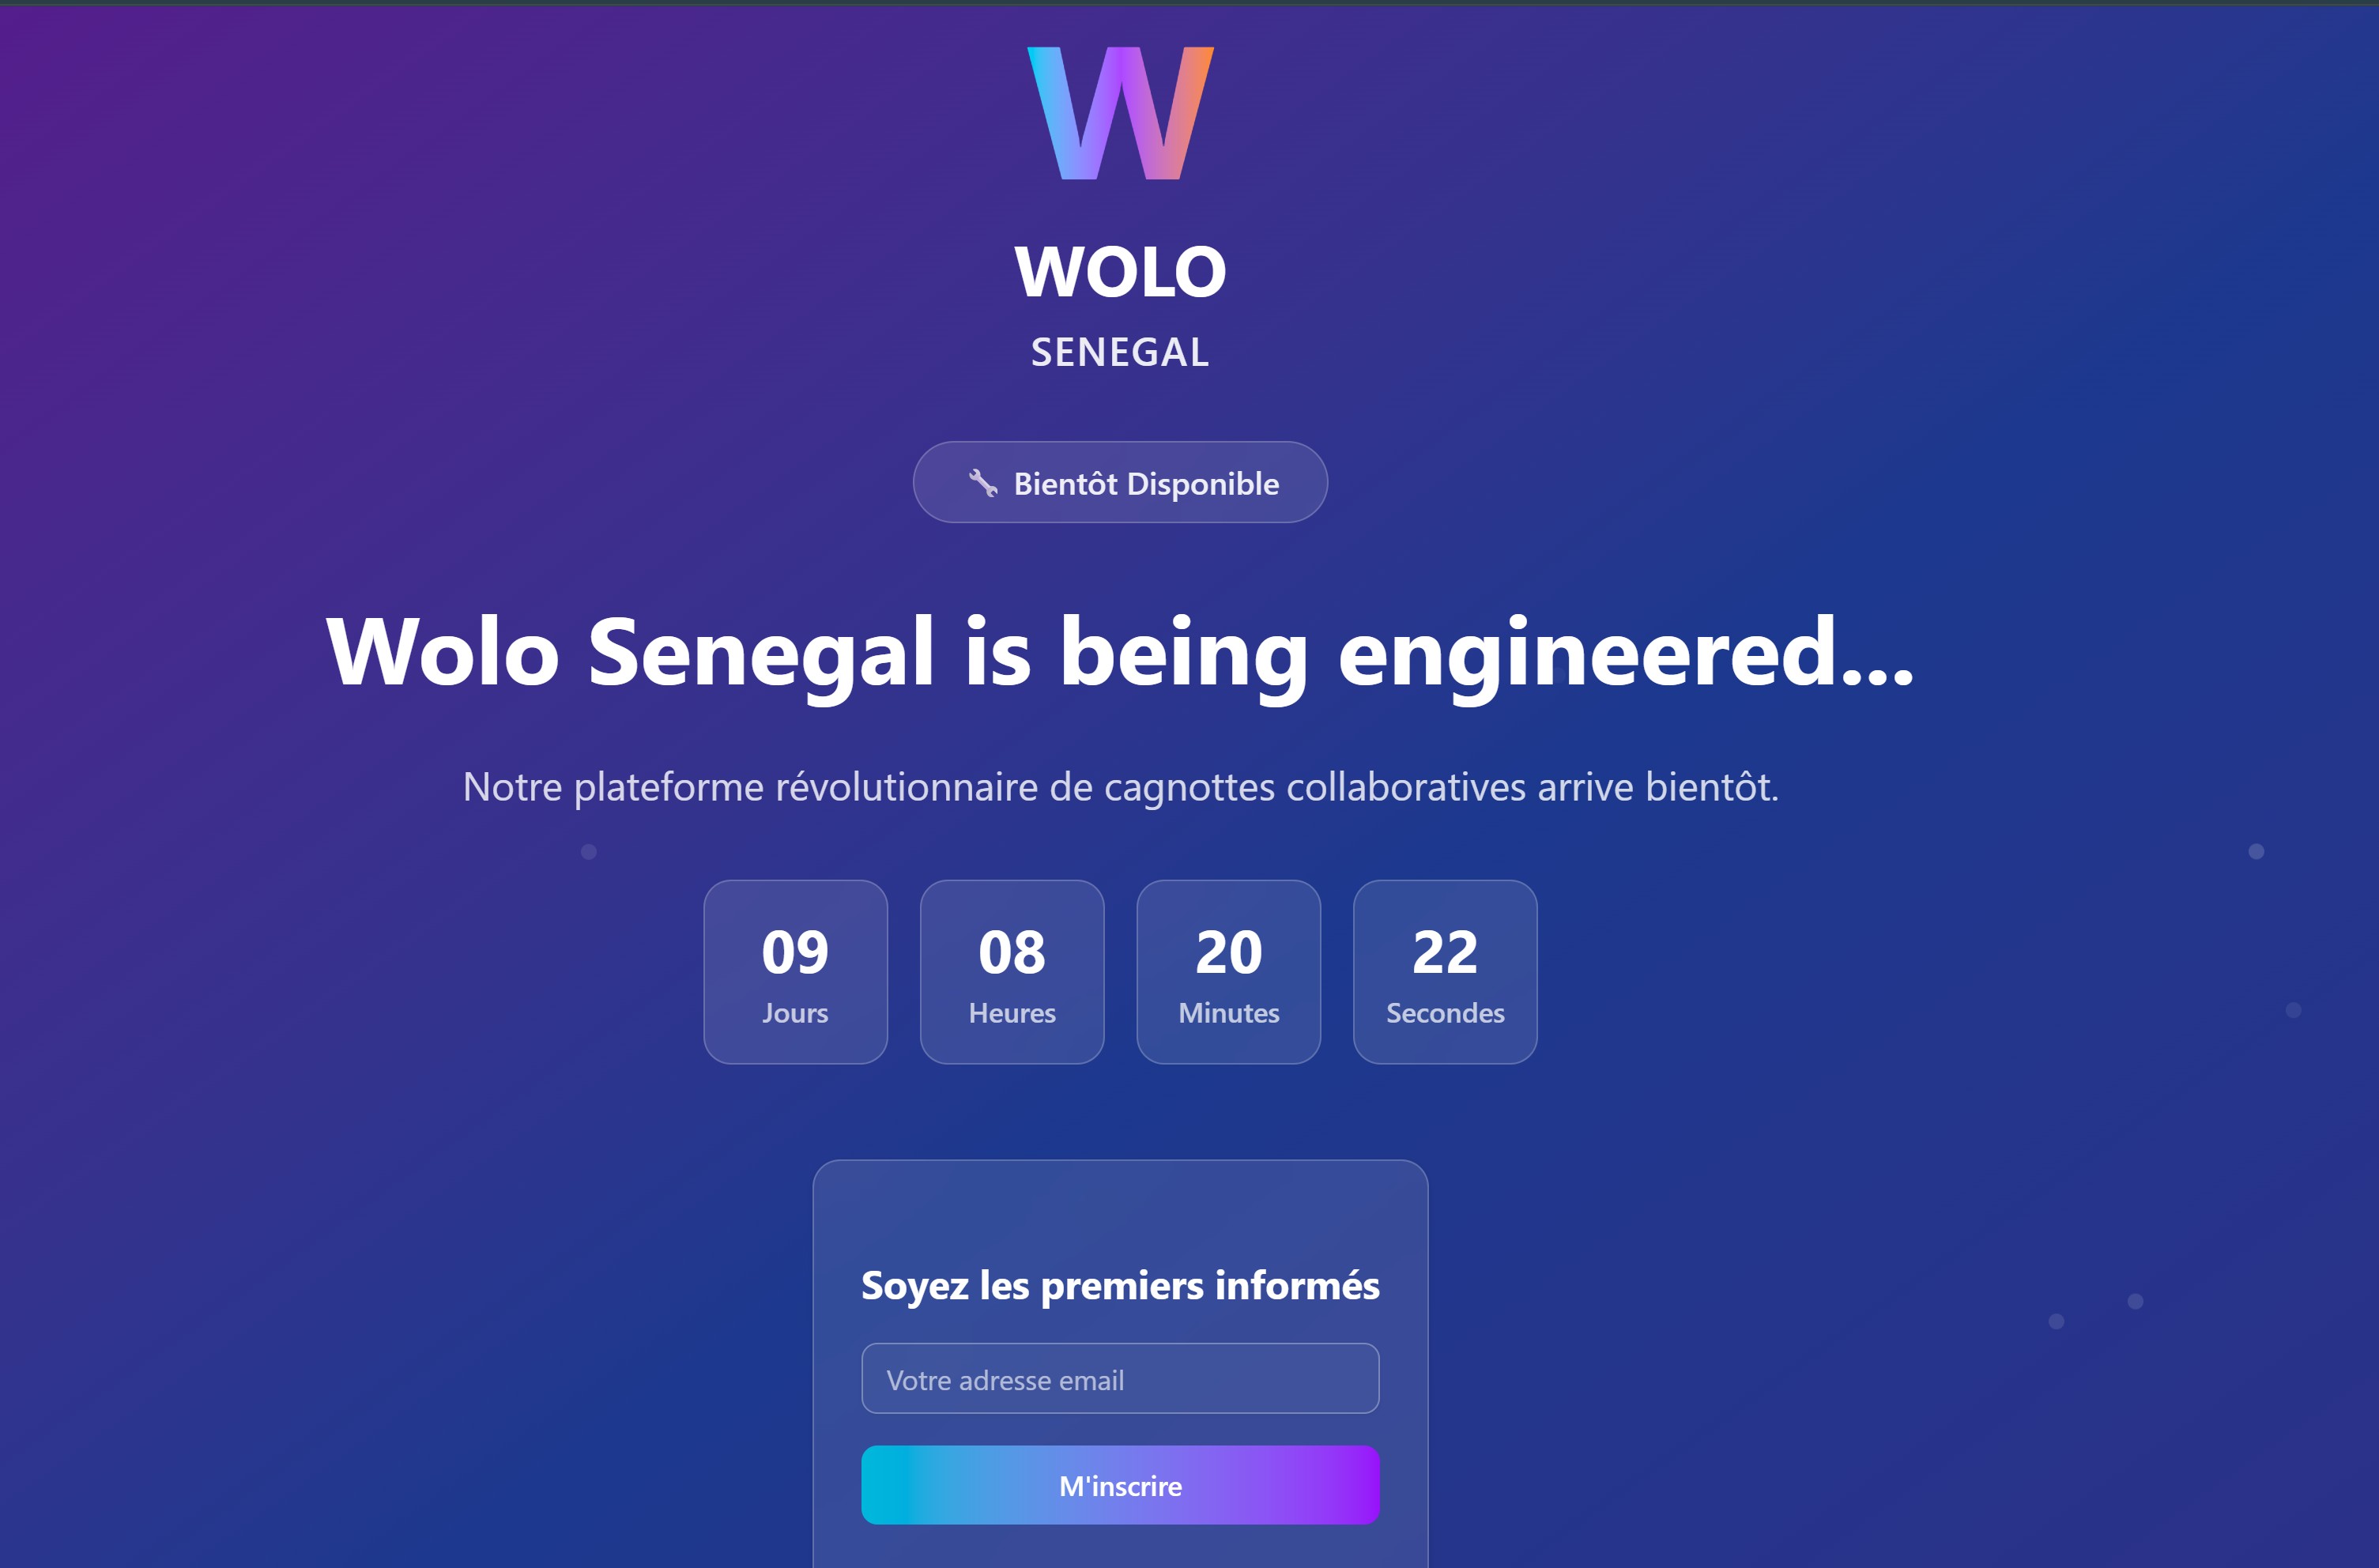 W
WOLO
SENEGAL
Bientôt Disponible
Wolo Senegal is being engineered...
Notre plateforme révolutionnaire de cagnottes collaboratives arrive bientôt.
09 08 20 22
Jours Heures Minutes Secondes
Soyez les premiers informés
Votre adresse email
M'inscrire